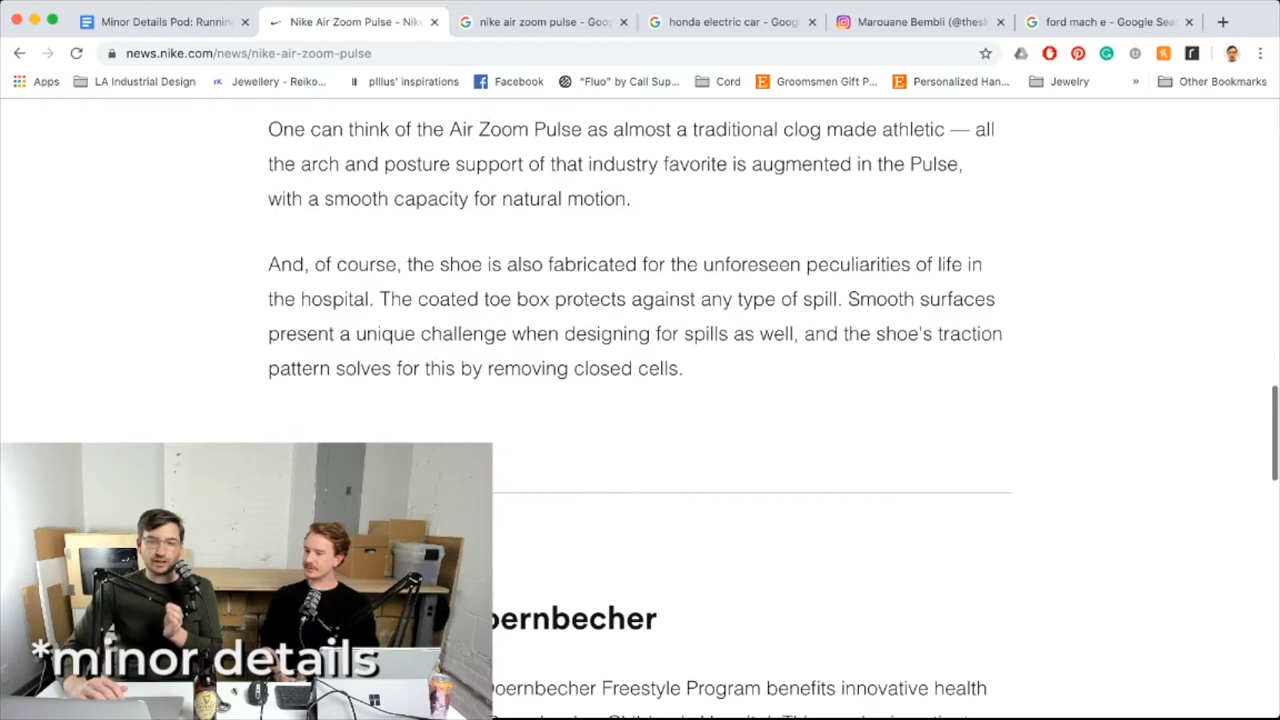 Minor Details Pod: Runnin
Nike Air Zoom Pulse - Nik
nike air zoom pulse - Goo
honda electric car - Googl
Marouane Bembli (@thesk
ford mach e - Google Sea
news.nike.com/news/nike-air-zoom-pulse
Apps
LA Industrial Design
rK
Jewellery - Reiko...
plllus' inspirations
Facebook
"Fluo" by Call Sup...
Cord
Groomsmen Gift P...
Personalized Han...
Jewelry
»
Other Bookmarks
One can think of the Air Zoom Pulse as almost a traditional clog made athletic — all
the arch and posture support of that industry favorite is augmented in the Pulse,
with a smooth capacity for natural motion.
And, of course, the shoe is also fabricated for the unforeseen peculiarities of life in
the hospital. The coated toe box protects against any type of spill. Smooth surfaces
present a unique challenge when designing for spills as well, and the shoe's traction
pattern solves for this by removing closed cells.
oernbecher
oernbecher Freestyle Program benefits innovative health
*minor details